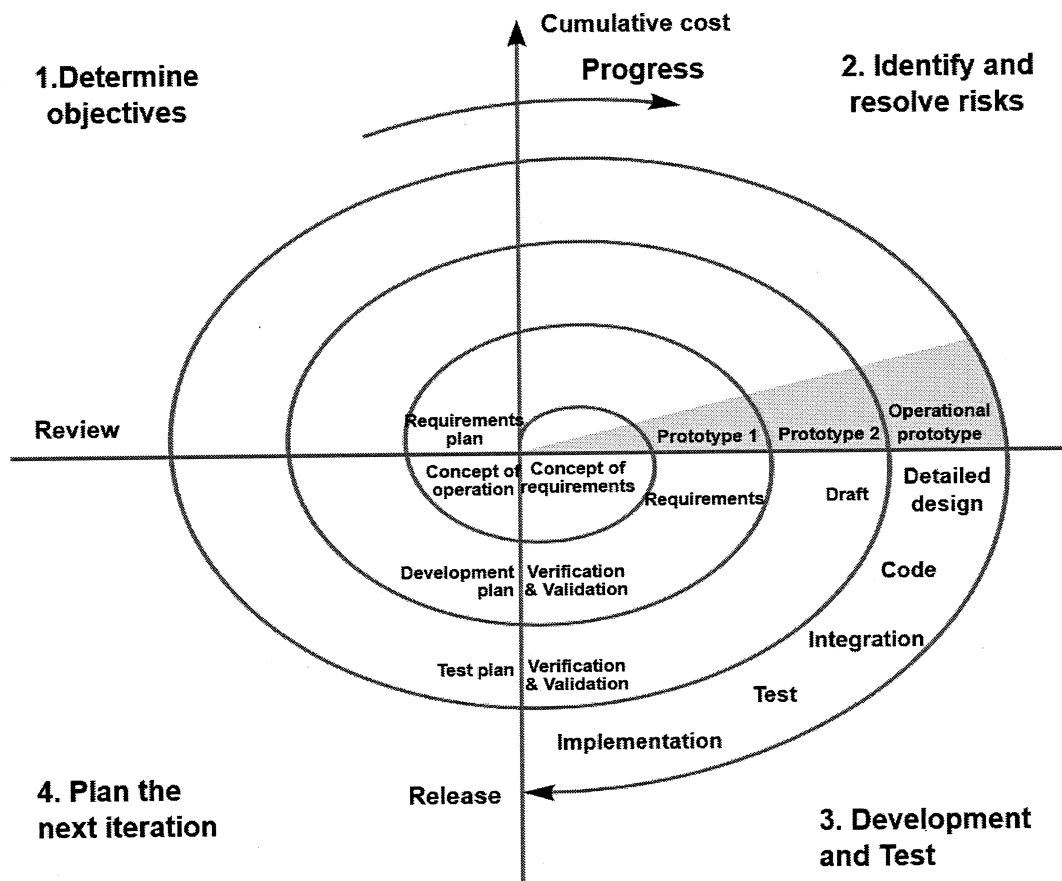 Cumulative cost
Progress
1.Determine
objectives
2. Identify and
resolve risks
Review
Requirements
plan
Prototype 1
Prototype 2
Operational
prototype
Concept of
operation
Concept of
requirements
Requirements
Draft
Detailed
design
Development
plan
Verification
& Validation
Code
Test plan
Verification
& Validation
Integration
Test
Implementation
Release
4. Plan the
next iteration
3. Development
and Test